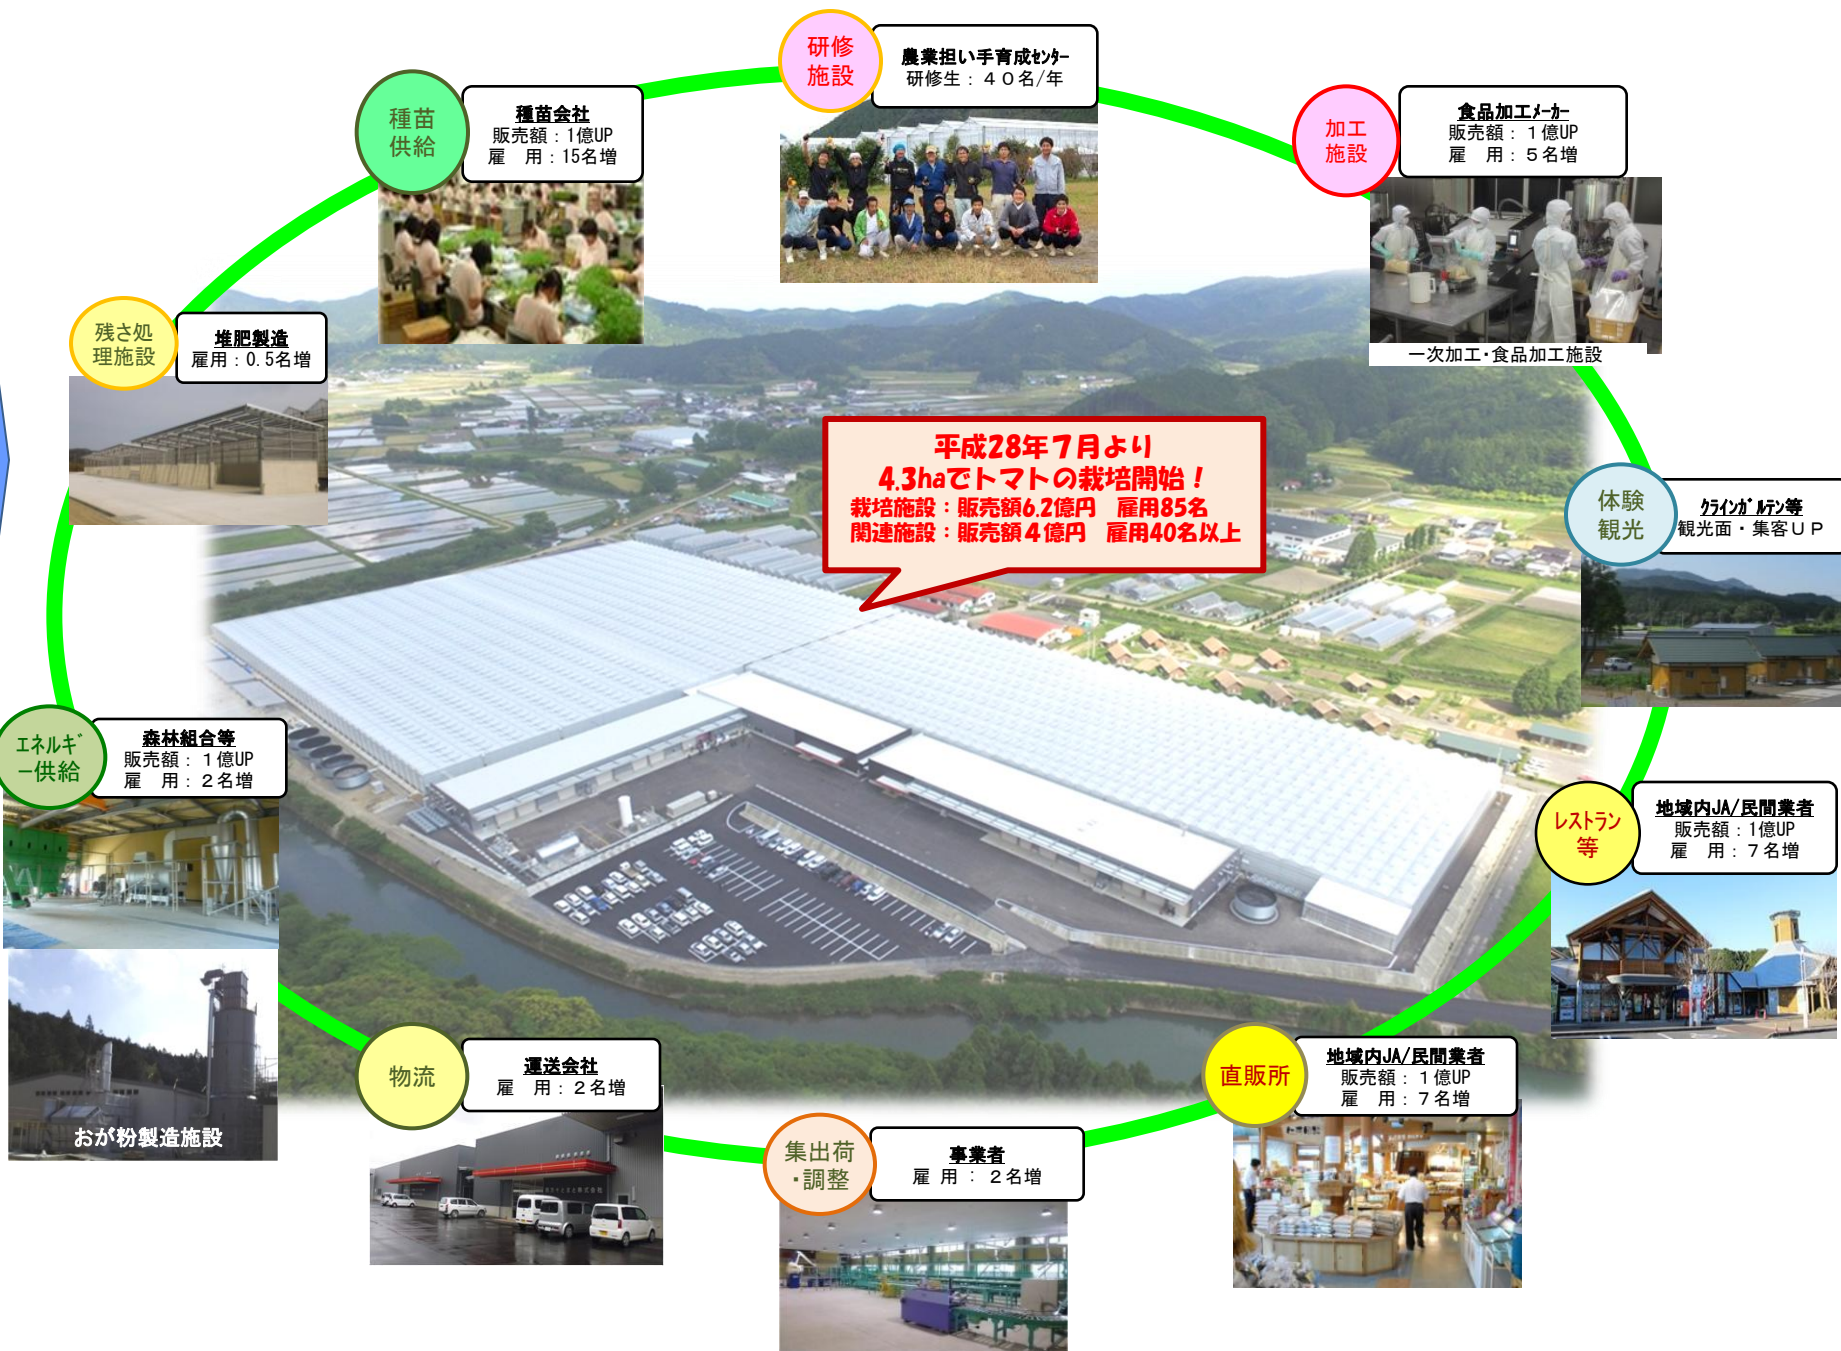 研修
施設
農業担い手育成ｾﾝﾀｰ
研修生：４０名/年
種苗
供給
種苗会社
販売額：1億UP
雇　用：15名増
加工
施設
食品加工ﾒｰｶｰ
販売額：１億UP
雇　用：５名増
一次加工・食品加工施設
残さ処
理施設
堆肥製造
雇用：0.5名増
平成28年７月より
4.3haでトマトの栽培開始！
栽培施設：販売額6.2億円　雇用85名
関連施設：販売額４億円　雇用40名以上
体験
観光
ｸﾗｲﾝｶﾞﾙﾃﾝ等
観光面・集客ＵＰ
エネルギ
ー供給
森林組合等
販売額：１億UP
雇　用：２名増
おが粉製造施設
レストラン
等
地域内JA/民間業者
販売額：1億UP
雇　用：７名増
物流
運送会社
雇　用：２名増
集出荷
・調整
事業者
雇 用：２名増
直販所
地域内JA/民間業者
販売額：１億UP
雇　用：７名増